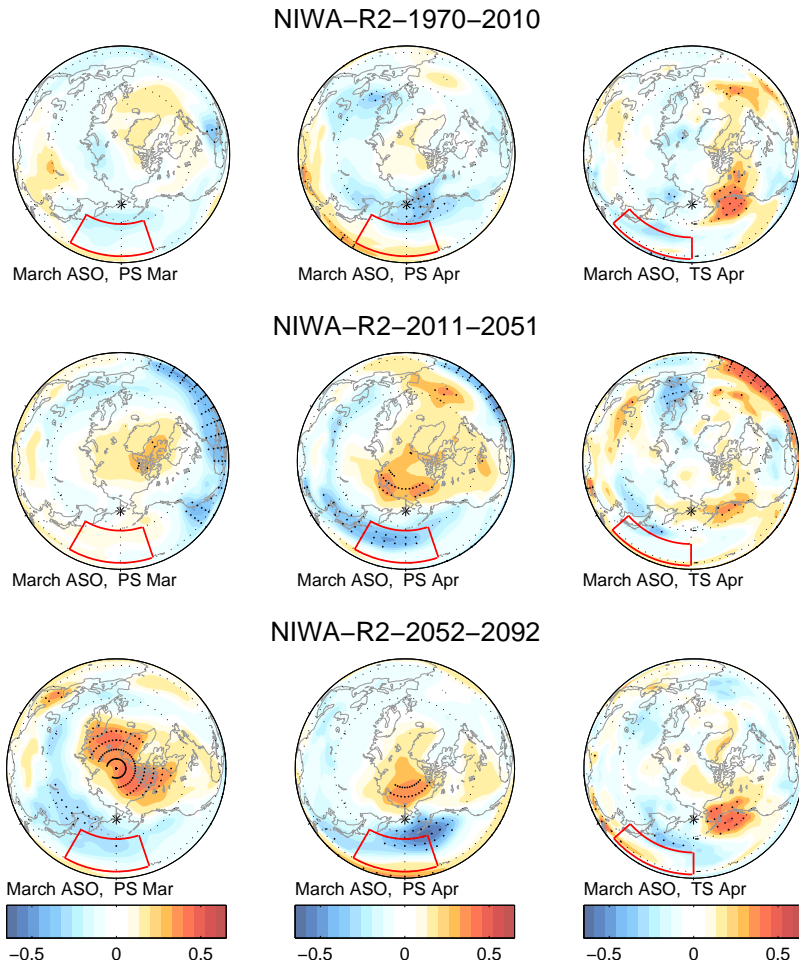 NIWA−R2−1970−2010
March ASO, PS Mar
March ASO, PS Apr
March ASO, TS Apr
NIWA−R2−2011−2051
March ASO, PS Mar
March ASO, PS Apr
March ASO, TS Apr
NIWA−R2−2052−2092
March ASO, PS Mar
March ASO, PS Apr
March ASO, TS Apr
−0.5 0 0.5
−0.5 0 0.5
−0.5 0 0.5